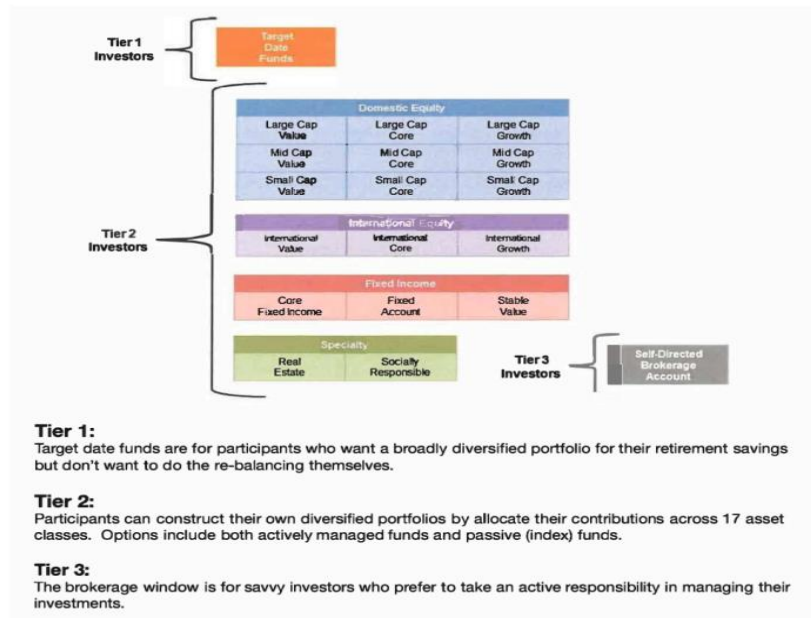 Tier 1
Investors
Target
Date
Funds
Domestic Equity
Large Cap
Value
Large Cap
Core
Large Cap
Growth
Mid Cap
Value
Mid Cap
Core
Mid Cap
Growth
Small Cap
Value
Small Cap
Core
Small Cap
Growth
Tier 2
Investors
International Equity
International
Value
International
Core
International
Growth
Fixed Income
Core
Fixed Income
Fixed
Account
Stable
Value
Specialty
Real
Estate
Socially
Responsible
Tier 3
Investors
Self-Directed
Brokerage
Account
Tier 1:
Target date funds are for participants who want a broadly diversified portfolio for their retirement savings
but don't want to do the re-balancing themselves.
Tier 2:
Participants can construct their own diversified portfolios by allocate their contributions across 17 asset
classes. Options include both actively managed funds and passive (index) funds.
Tier 3:
The brokerage window is for savvy investors who prefer to take an active responsibility in managing their
investments.